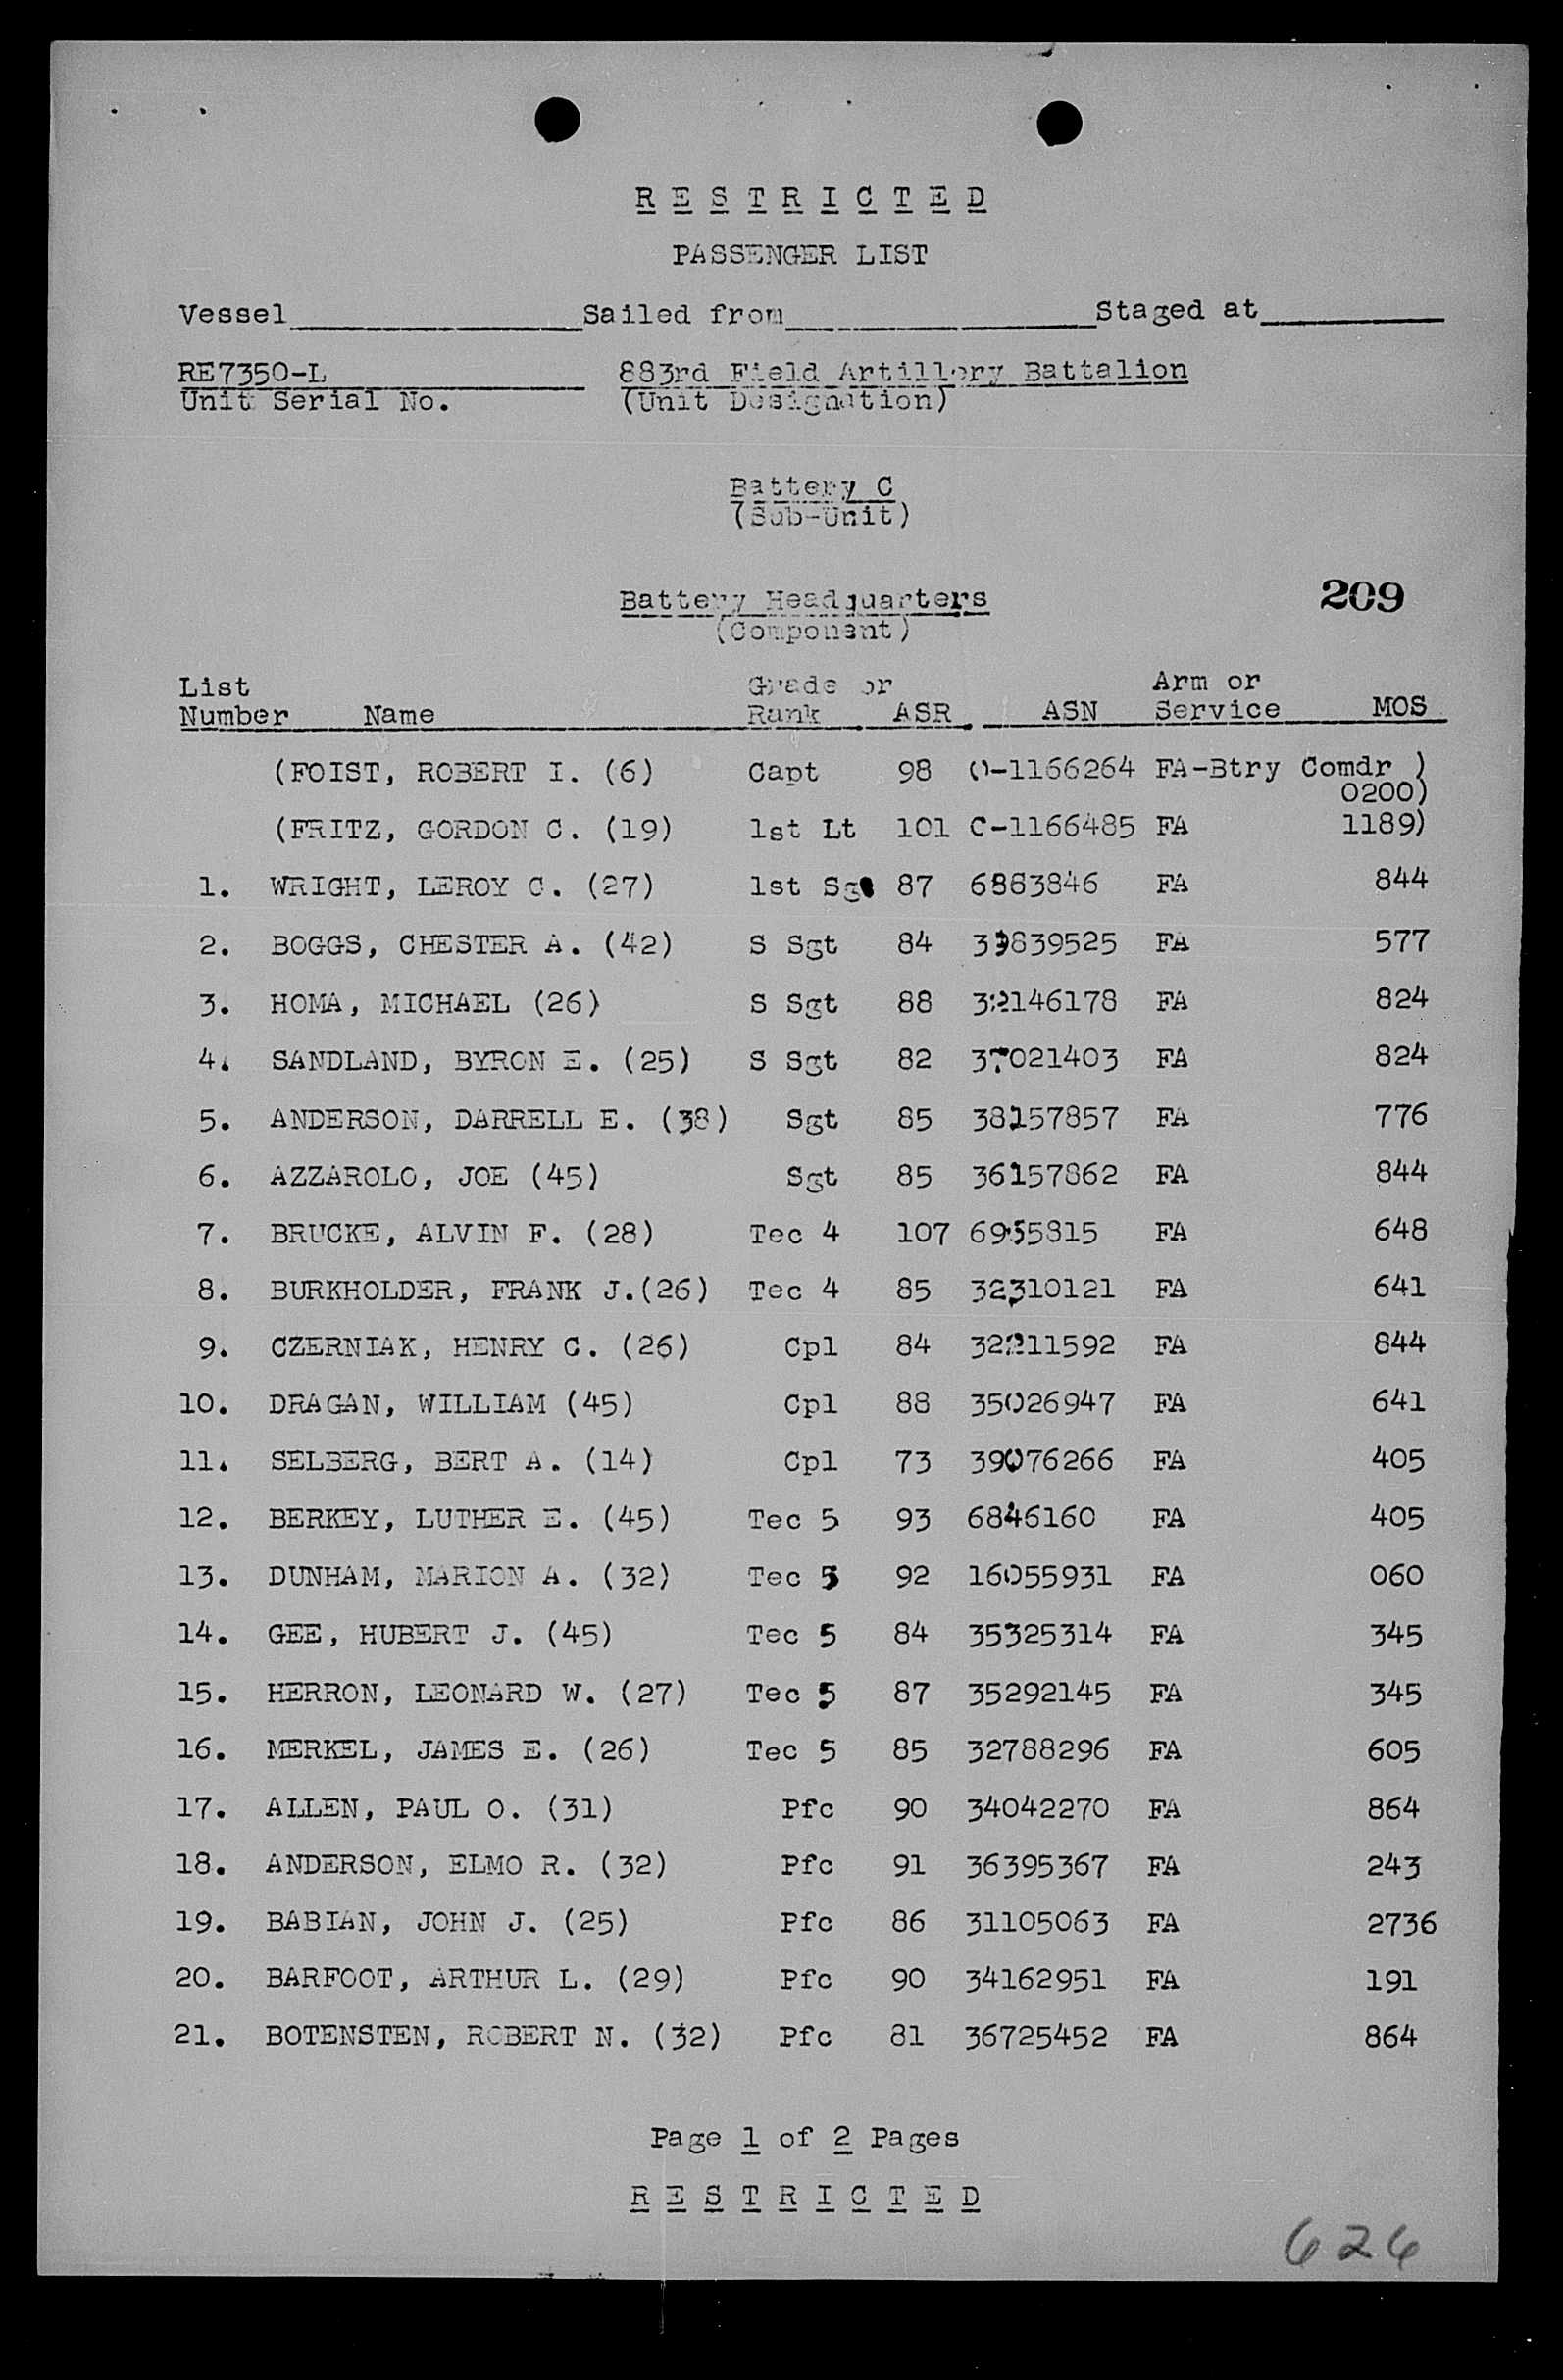 RESTRICTED
PASSENGER LIST
Vessel Sailed from Staged at
RE7350-L 883rd Field Artillery Battalion
Unit Serial No. (Unit Designation)
Battery C
(Sub-Unit)
209
Battery Headquarters
(Component)
List Grade or Arm or
Number Name Rank ASR ASN Service MOS
(FOIST, ROBERT I. (6) Capt 98 O-1166264 FA-Btry Comdr )
0200)
(FRITZ, GORDON C. (19) 1st Lt 101 C-1166485 FA 1189)
1. WRIGHT, LEROY C. (27) 1st Sgt 87 6883846 FA 844
2. BOGGS, CHESTER A. (42) S Sgt 84 39839525 FA 577
3. HOMA, MICHAEL (26) S Sgt 88 32146178 FA 824
4. SANDLAND, BYRON E. (25) S Sgt 82 37021403 FA 824
5. ANDERSON, DARRELL E. (38) Sgt 85 38157857 FA 776
6. AZZAROLO, JOE (45) Sgt 85 36157862 FA 844
7. BRUCKE, ALVIN F. (28) Tec 4 107 6955815 FA 648
8. BURKHOLDER, FRANK J.(26) Tec 4 85 32310121 FA 641
9. CZERNIAK, HENRY C. (26) Cpl 84 32211592 FA 844
10. DRAGAN, WILLIAM (45) Cpl 88 35026947 FA 641
11. SELBERG, BERT A. (14) Cpl 73 39076266 FA 405
12. BERKEY, LUTHER E. (45) Tec 5 93 6846160 FA 405
13. DUNHAM, MARION A. (32) Tec 5 92 16055931 FA 060
14. GEE, HUBERT J. (45) Tec 5 84 35325314 FA 345
15. HERRON, LEONARD W. (27) Tec 5 87 35292145 FA 345
16. MERKEL, JAMES E. (26) Tec 5 85 32788296 FA 605
17. ALLEN, PAUL O. (31) Pfc 90 34042270 FA 864
18. ANDERSON, ELMO R. (32) Pfc 91 36395367 FA 243
19. BABIAN, JOHN J. (25) Pfc 86 31105063 FA 2736
20. BARFOOT, ARTHUR L. (29) Pfc 90 34162951 FA 191
21. BOTENSTEN, ROBERT N. (32) Pfc 81 36725452 FA 864
Page 1 of 2 Pages
RESTRICTED
626